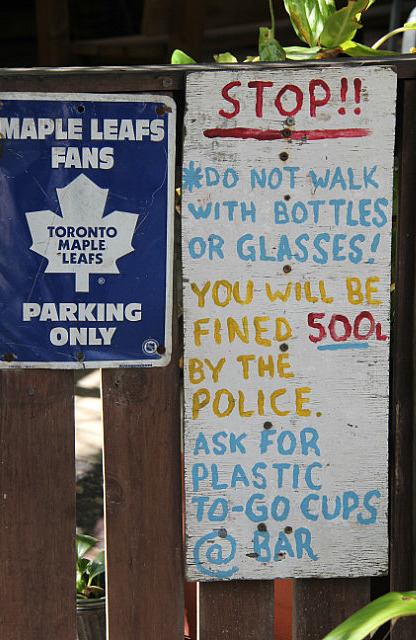 MAPLE LEAFS
FANS
TORONTO
MAPLE
LEAFS
PARKING
ONLY
STOP!!
*DO NOT WALK
WITH BOTTLES
OR GLASSES!
YOU WILL BE
FINED 500L
BY THE
POLICE.
ASK FOR
PLASTIC
TO-GO CUPS
@ BAR